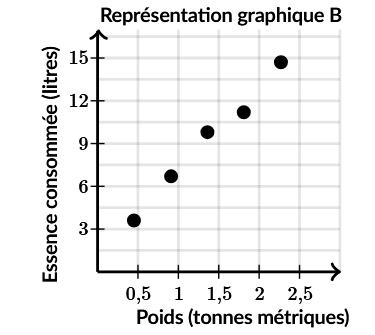 Représentation graphique B
Essence consommée (litres)
15
12
9
6
3
0,5 1 1,5 2 2,5
Poids (tonnes métriques)